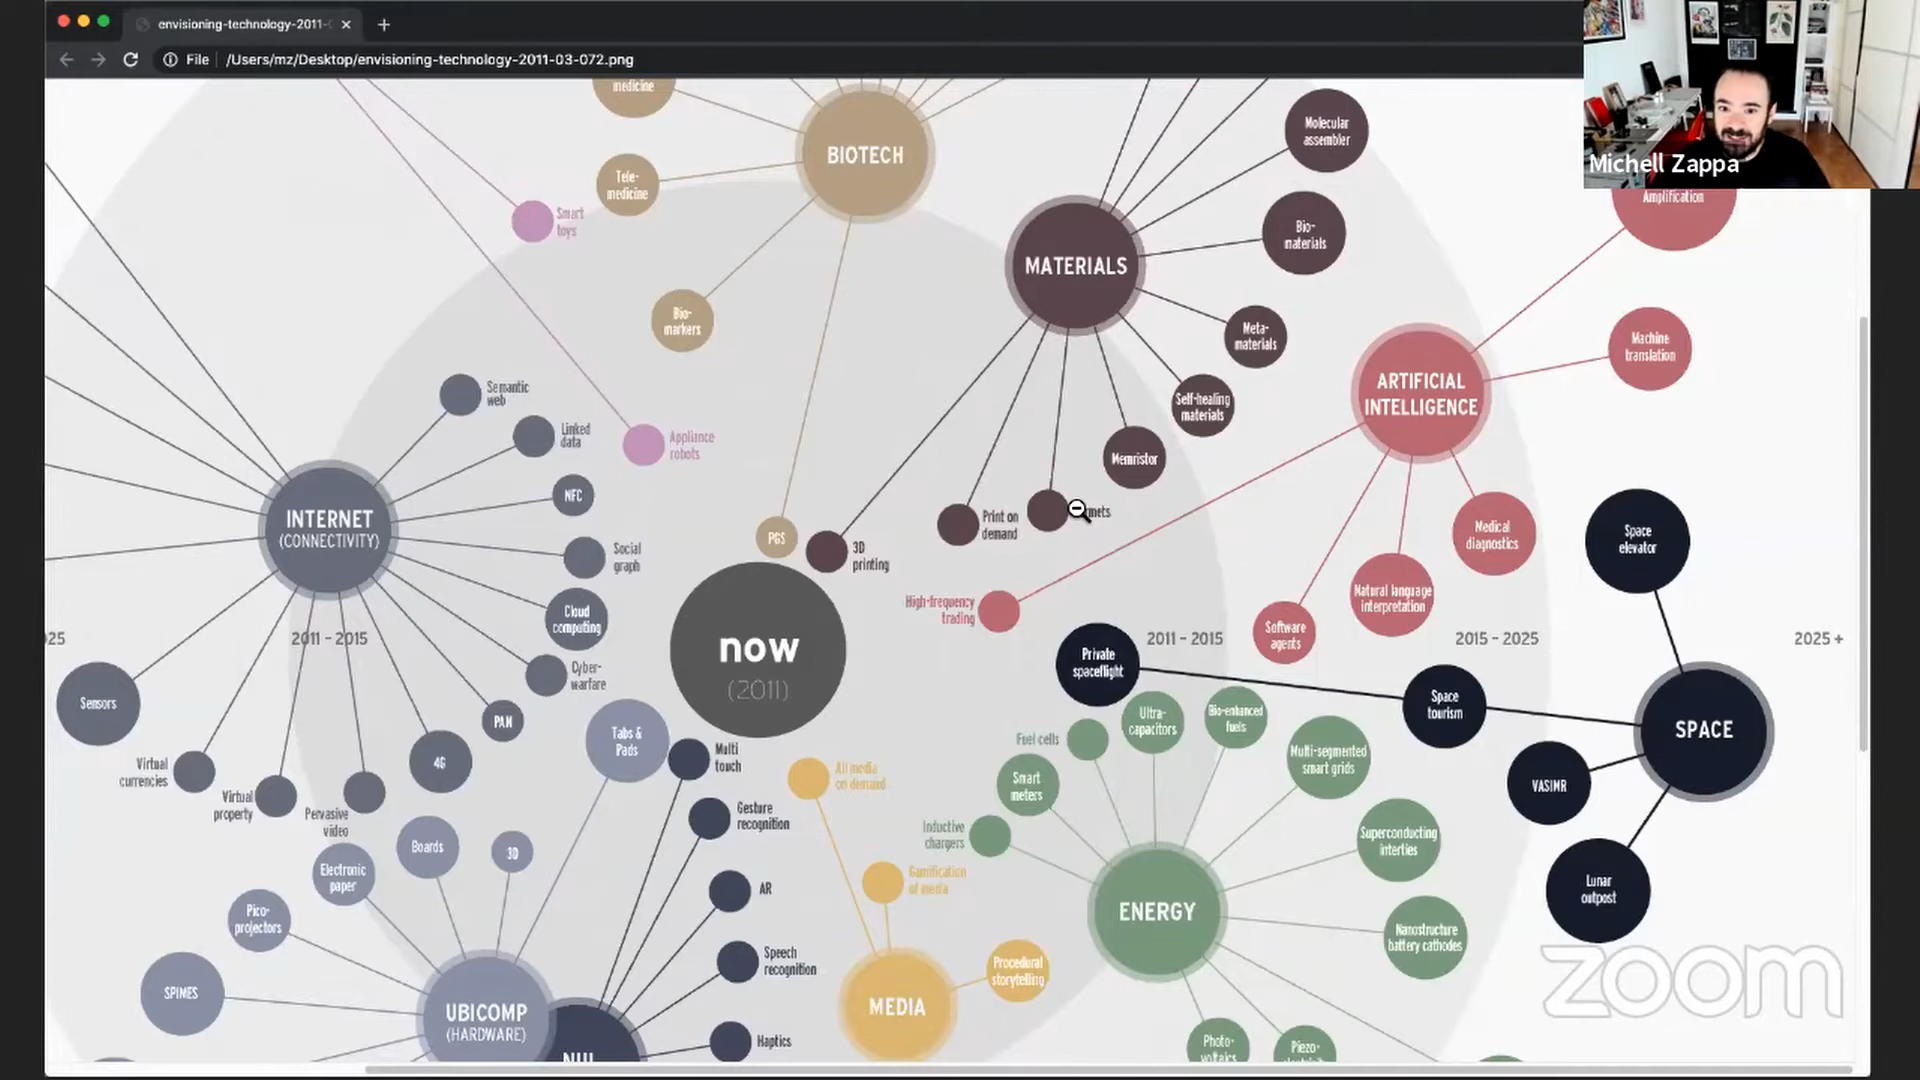 envisioning-technology-2011-
File
/Users/mz/Desktop/envisioning-technology-2011-03-072.png
Michell Zappa
medicine
BIOTECH
Tele-
medicine
Bio-
markers
PGS
Smart
toys
Appliance
robots
MATERIALS
Molecular
assembler
Bio-
materials
Meta-
materials
Self-healing
materials
Memristor
Print on
demand
3D
printing
ARTIFICIAL
INTELLIGENCE
Amplification
Machine
translation
Medical
diagnostics
Natural language
interpretation
Software
agents
High-frequency
trading
INTERNET
(CONNECTIVITY)
Semantic
web
Linked
data
NFC
Social
graph
Cloud
computing
Cyber-
warfare
PAN
4G
Pervasive
video
Virtual
property
Virtual
currencies
Sensors
25
2011 – 2015
now
(2011)
2011 – 2015
2015 – 2025
2025 +
SPACE
Space
elevator
Private
spaceflight
Space
tourism
VASIMR
Lunar
outpost
ENERGY
Fuel cells
Ultra-
capacitors
Bio-enhanced
fuels
Multi-segmented
smart grids
Superconducting
interties
Nanostructure
battery cathodes
Smart
meters
Inductive
chargers
Photo-
voltaics
Piezo-
MEDIA
All media
on demand
Gamification
of media
Procedural
storytelling
Multi
touch
Gesture
recognition
AR
Speech
recognition
Haptics
NUI
UBICOMP
(HARDWARE)
Tabs &
Pads
3D
Boards
Electronic
paper
Pico-
projectors
SPIMES
zoom